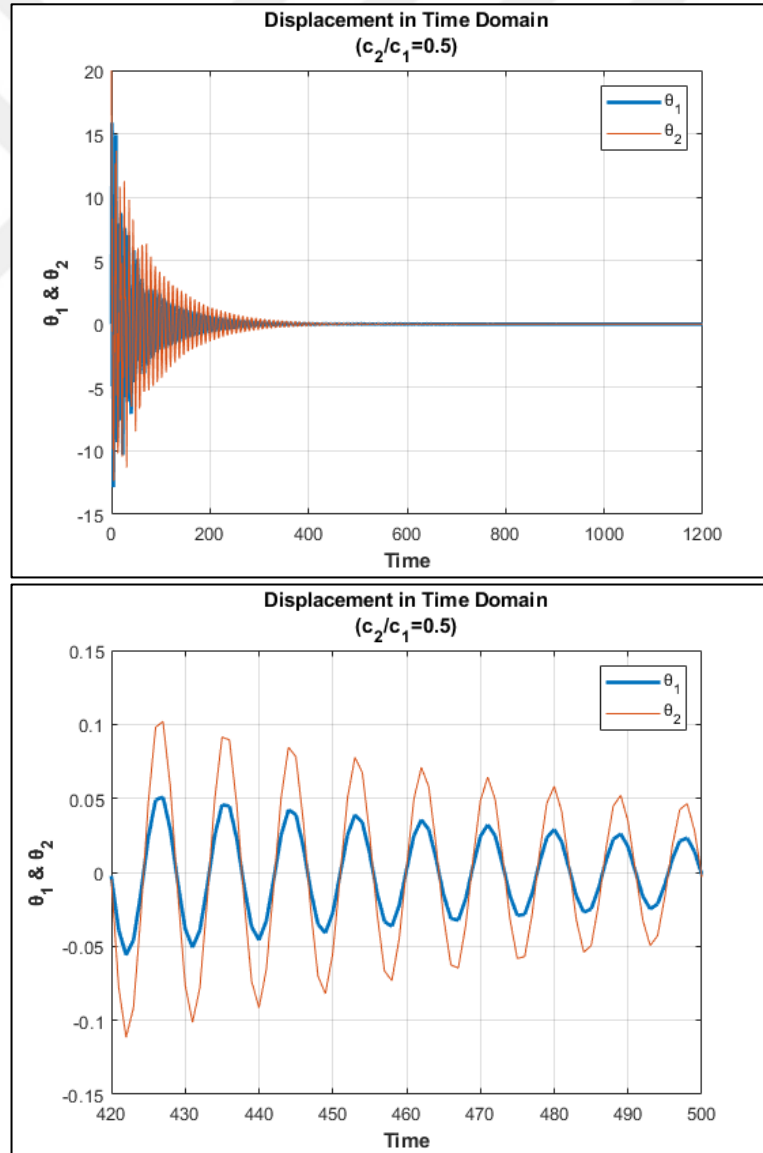 Displacement in Time Domain
(c₂/c₁=0.5)
θ₁
θ₂
θ₁ & θ₂
20
15
10
5
0
-5
-10
-15
0 200 400 600 800 1000 1200
Time
Displacement in Time Domain
(c₂/c₁=0.5)
θ₁
θ₂
θ₁ & θ₂
0.15
0.1
0.05
0
-0.05
-0.1
-0.15
420 430 440 450 460 470 480 490 500
Time